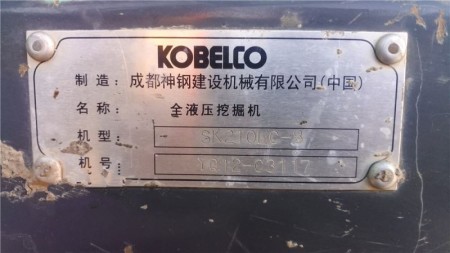 KOBELCO
制造：成都神钢建设机械有限公司(中国)
名称：全液压挖掘机
机型：
机号：